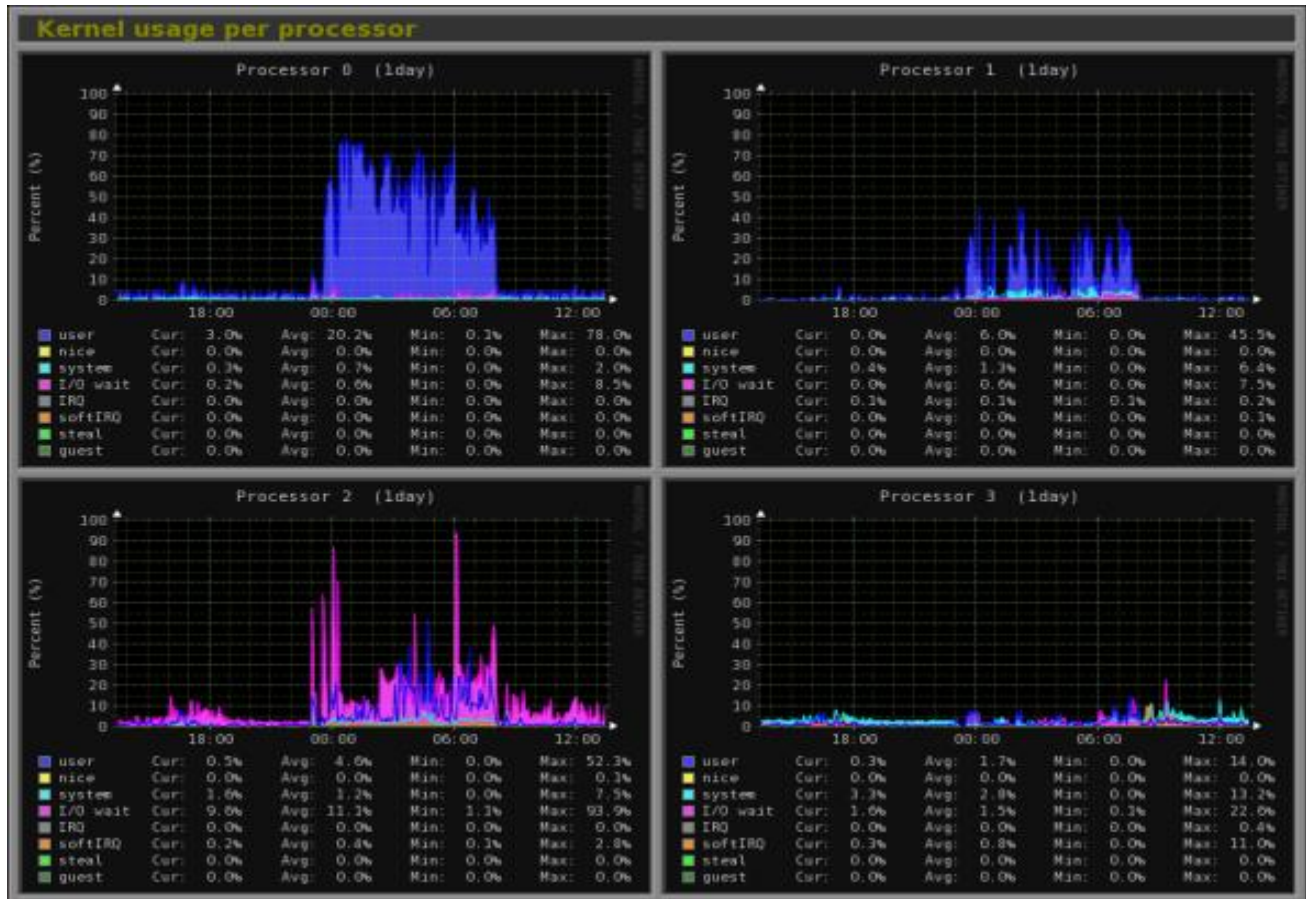 Kernel usage per processor
Processor 0 (1day)
Percent (%)
100
90
80
70
60
50
40
30
20
10
0
18:00 00:00 06:00 12:00
user Cur: 3.0% Avg: 20.2% Min: 0.1% Max: 78.0%
nice Cur: 0.0% Avg: 0.0% Min: 0.0% Max: 0.0%
system Cur: 0.3% Avg: 0.7% Min: 0.0% Max: 2.0%
I/O wait Cur: 0.2% Avg: 0.6% Min: 0.0% Max: 8.5%
IRQ Cur: 0.0% Avg: 0.0% Min: 0.0% Max: 0.0%
softIRQ Cur: 0.0% Avg: 0.0% Min: 0.0% Max: 0.0%
steal Cur: 0.0% Avg: 0.0% Min: 0.0% Max: 0.0%
guest Cur: 0.0% Avg: 0.0% Min: 0.0% Max: 0.0%
Processor 1 (1day)
Percent (%)
100
90
80
70
60
50
40
30
20
10
0
18:00 00:00 06:00 12:00
user Cur: 0.0% Avg: 6.0% Min: 0.0% Max: 45.5%
nice Cur: 0.0% Avg: 0.0% Min: 0.0% Max: 0.0%
system Cur: 0.4% Avg: 1.3% Min: 0.0% Max: 6.4%
I/O wait Cur: 0.0% Avg: 0.6% Min: 0.0% Max: 7.5%
IRQ Cur: 0.1% Avg: 0.1% Min: 0.1% Max: 0.2%
softIRQ Cur: 0.0% Avg: 0.0% Min: 0.0% Max: 0.1%
steal Cur: 0.0% Avg: 0.0% Min: 0.0% Max: 0.0%
guest Cur: 0.0% Avg: 0.0% Min: 0.0% Max: 0.0%
Processor 2 (1day)
Percent (%)
100
90
80
70
60
50
40
30
20
10
0
18:00 00:00 06:00 12:00
user Cur: 0.5% Avg: 4.6% Min: 0.0% Max: 52.3%
nice Cur: 0.0% Avg: 0.0% Min: 0.0% Max: 0.1%
system Cur: 1.6% Avg: 1.2% Min: 0.0% Max: 7.5%
I/O wait Cur: 9.6% Avg: 11.1% Min: 1.1% Max: 93.9%
IRQ Cur: 0.0% Avg: 0.0% Min: 0.0% Max: 0.0%
softIRQ Cur: 0.2% Avg: 0.4% Min: 0.1% Max: 2.8%
steal Cur: 0.0% Avg: 0.0% Min: 0.0% Max: 0.0%
guest Cur: 0.0% Avg: 0.0% Min: 0.0% Max: 0.0%
Processor 3 (1day)
Percent (%)
100
90
80
70
60
50
40
30
20
10
0
18:00 00:00 06:00 12:00
user Cur: 0.3% Avg: 1.7% Min: 0.0% Max: 14.0%
nice Cur: 0.0% Avg: 0.0% Min: 0.0% Max: 0.0%
system Cur: 3.3% Avg: 2.8% Min: 0.0% Max: 13.2%
I/O wait Cur: 1.6% Avg: 1.5% Min: 0.1% Max: 22.6%
IRQ Cur: 0.0% Avg: 0.0% Min: 0.0% Max: 0.4%
softIRQ Cur: 0.3% Avg: 0.8% Min: 0.0% Max: 11.0%
steal Cur: 0.0% Avg: 0.0% Min: 0.0% Max: 0.0%
guest Cur: 0.0% Avg: 0.0% Min: 0.0% Max: 0.0%